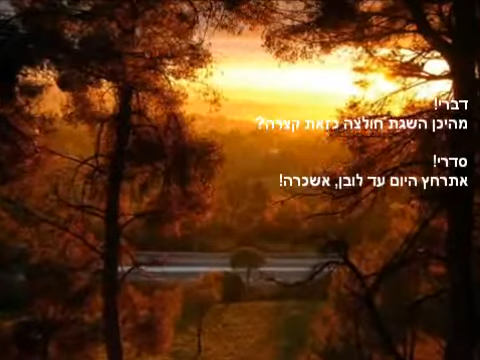 דברי!
מהיכן השגת חולצה כזאת קצרה?
סדרי!
אתרחץ היום עד לובן, אשכרה!